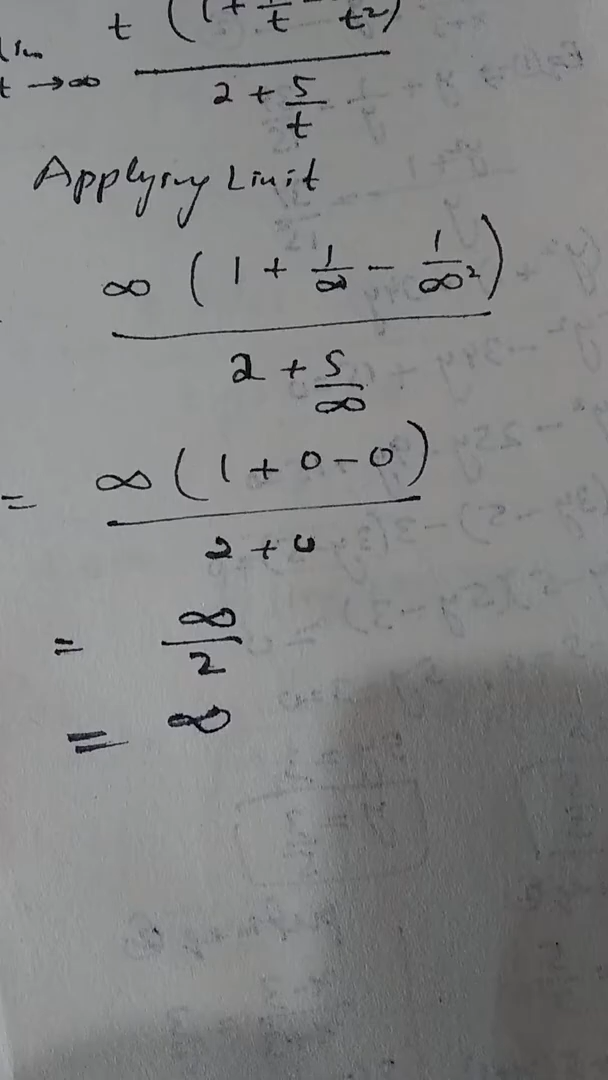 lim t→∞ t (1 + 1/t - 1/t²) / 2 + 5/t
Applying Limit
∞ (1 + 1/∞ - 1/∞²) / 2 + 5/∞
= ∞ (1 + 0 - 0) / 2 + 0
= ∞/2
= ∞